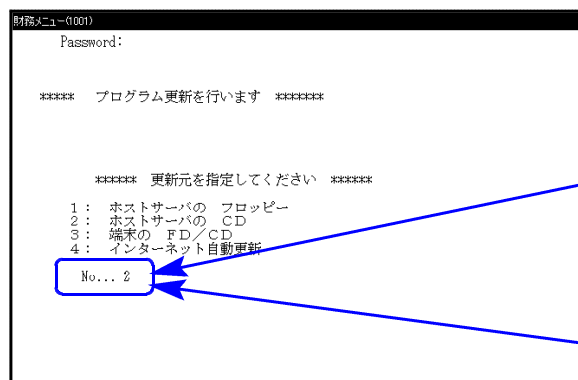 財務メニュー(1001)
Password:
*****　プログラム更新を行います　*******
******　更新元を指定してください　******
１：　ホストサーバの　フロッピー
２：　ホストサーバの　ＣＤ
３：　端末の　ＦＤ／ＣＤ
４：　インターネット自動更新
No... 2